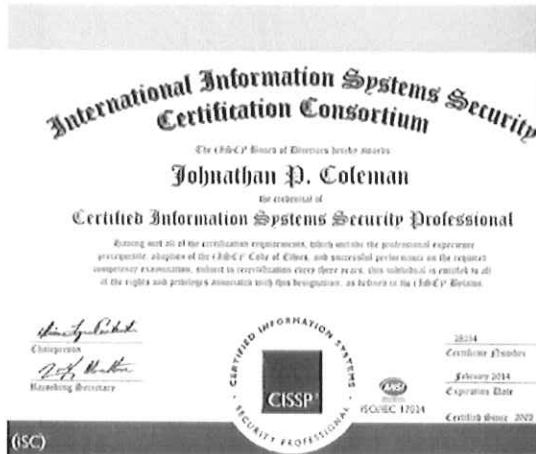 International Information Systems Security
Certification Consortium
The (ISC)² Board of Directors hereby awards
Johnathan P. Coleman
the credential of
Certified Information Systems Security Professional
Having met all of the certification requirements, which include the professional experience
prerequisite, adoption of the (ISC)² Code of Ethics, and successful performance on the required
competency examination, subject to recertification every three years, this individual is entitled to all
of the rights and privileges associated with this designation, as defined in the (ISC)² Bylaws.
Chairperson
Recording Secretary
CERTIFIED INFORMATION SYSTEMS
SECURITY PROFESSIONAL
CISSP®
ANSI
ISO/IEC 17024
Certificate Number
February 2014
Expiration Date
Certified Since
(ISC)